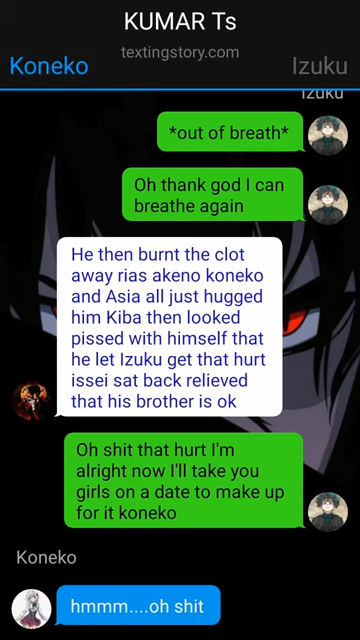 KUMAR Ts
textingstory.com
Koneko
Izuku
Izuku
*out of breath*
Oh thank god I can
breathe again
He then burnt the clot
away rias akeno koneko
and Asia all just hugged
him Kiba then looked
pissed with himself that
he let Izuku get that hurt
issei sat back relieved
that his brother is ok
Oh shit that hurt I'm
alright now I'll take you
girls on a date to make up
for it koneko
Koneko
hmmm....oh shit